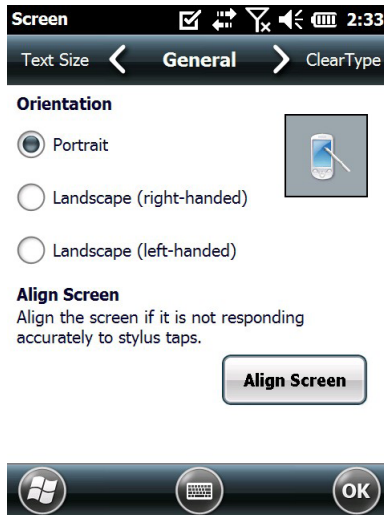 Screen 2:33
Text Size General ClearType
Orientation
Portrait
Landscape (right-handed)
Landscape (left-handed)
Align Screen
Align the screen if it is not responding
accurately to stylus taps.
Align Screen
OK